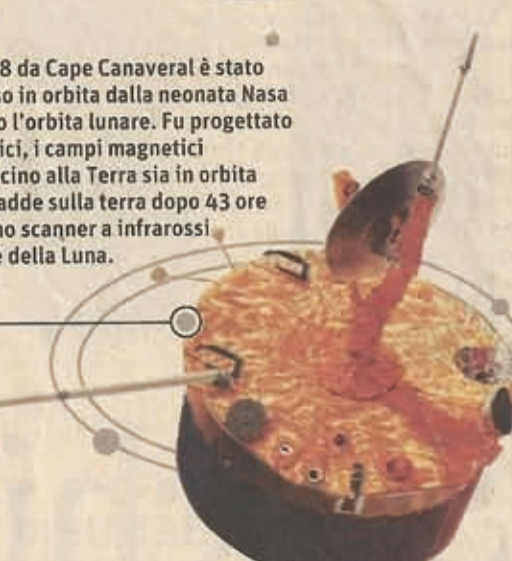 8 da Cape Canaveral è stato
o in orbita dalla neonata Nasa
o l'orbita lunare. Fu progettato
ici, i campi magnetici
cino alla Terra sia in orbita
adde sulla terra dopo 43 ore
no scanner a infrarossi
e della Luna.